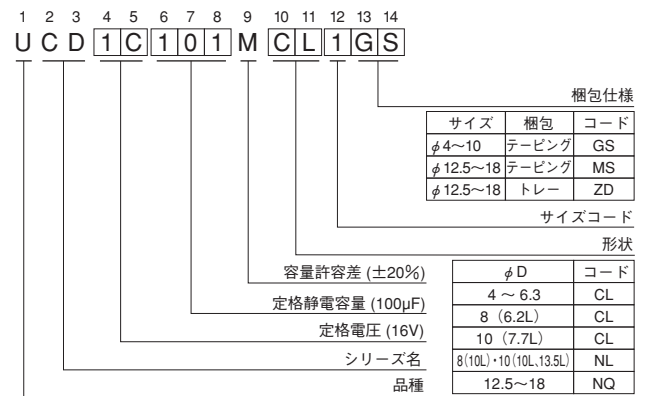 1 2 3 4 5 6 7 8 9 10 11 12 13 14
U C D 1 C 1 0 1 M C L 1 G S
梱包仕様
サイズ 梱包 コード
φ4～10 テーピング GS
φ12.5～18 テーピング MS
φ12.5～18 トレー ZD
サイズコード
形状
φD コード
4 ～ 6.3 CL
8（6.2L） CL
10（7.7L） CL
8(10L)・10(10L、13.5L) NL
12.5～18 NQ
容量許容差 (±20%)
定格静電容量 (100µF)
定格電圧 (16V)
シリーズ名
品種